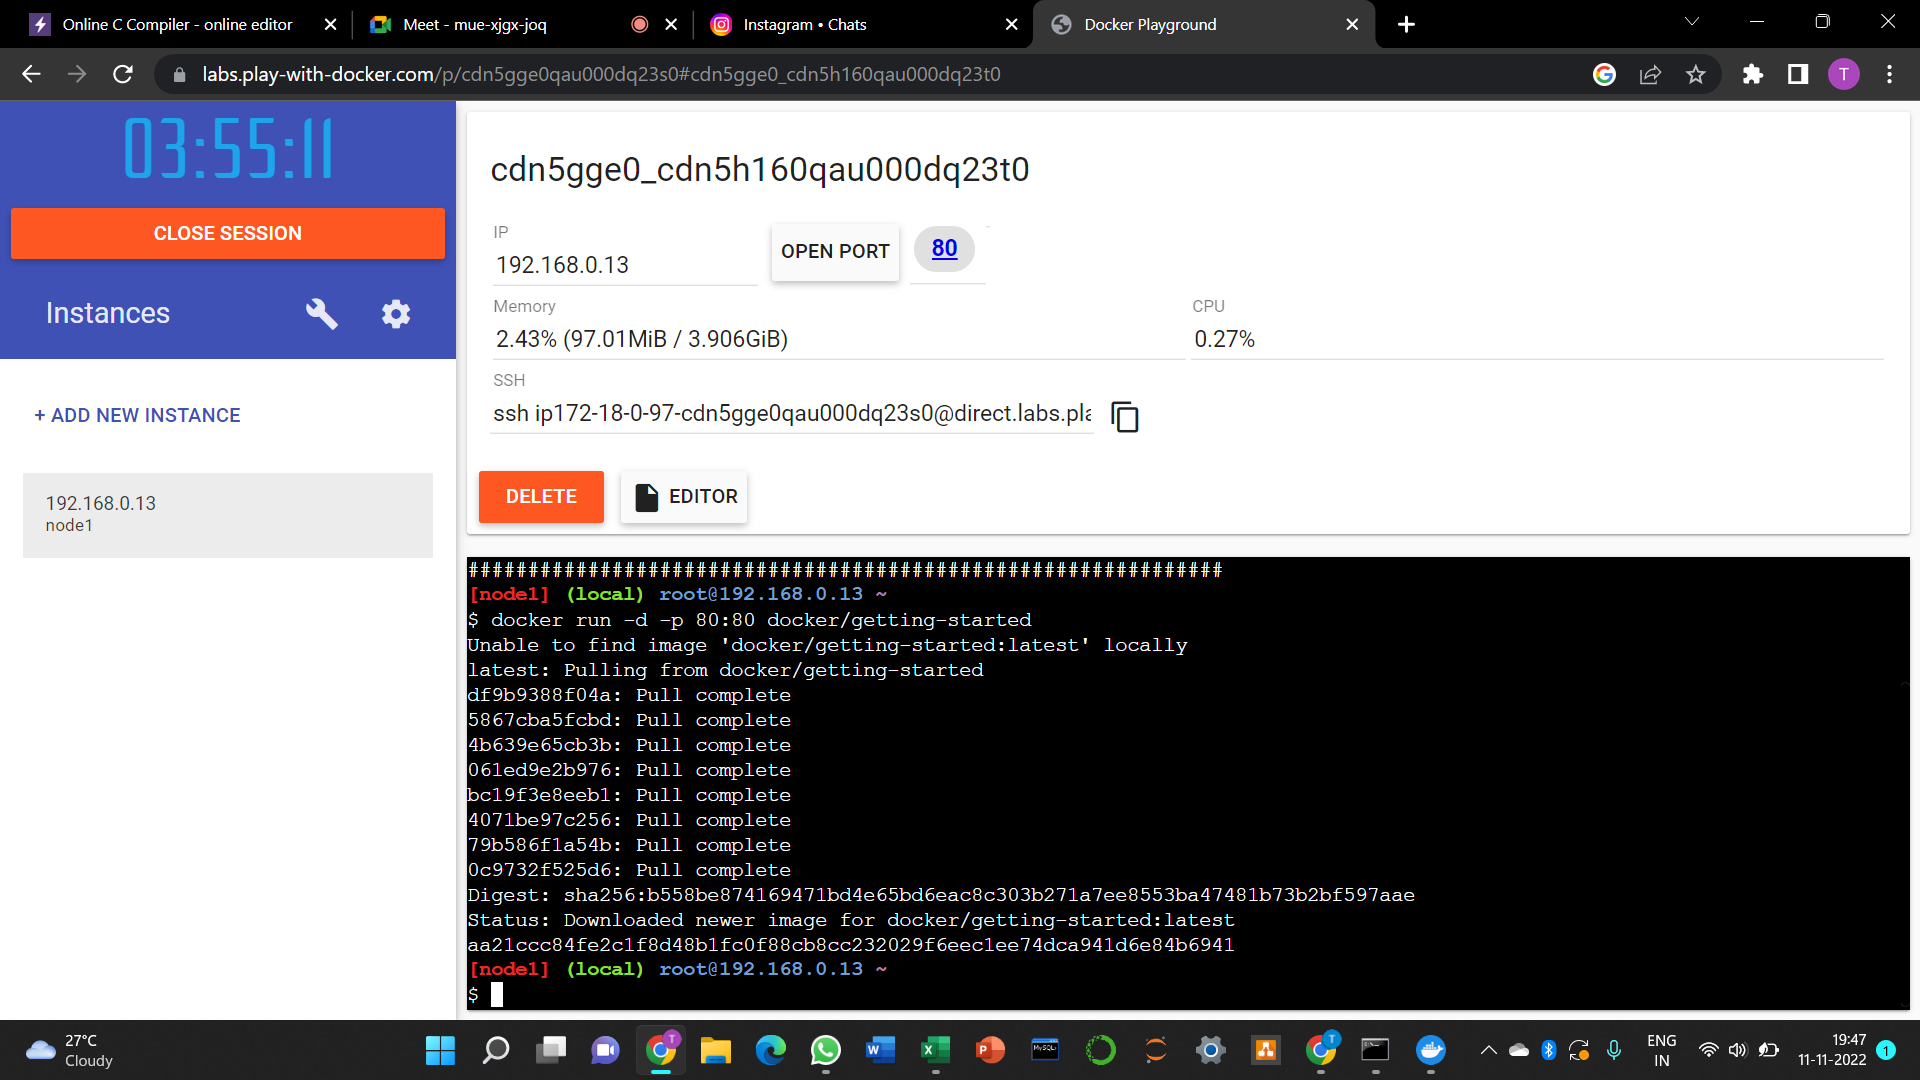 Online C Compiler - online editor
Meet - mue-xjgx-joq
Instagram • Chats
Docker Playground
labs.play-with-docker.com/p/cdn5gge0qau000dq23s0#cdn5gge0_cdn5h160qau000dq23t0
T
03:55:11
CLOSE SESSION
Instances
+ ADD NEW INSTANCE
192.168.0.13
node1
cdn5gge0_cdn5h160qau000dq23t0
IP
192.168.0.13
OPEN PORT
80
Memory
2.43% (97.01MiB / 3.906GiB)
CPU
0.27%
SSH
ssh ip172-18-0-97-cdn5gge0qau000dq23s0@direct.labs.pla
DELETE
EDITOR
###############################################################
[node1] (local) root@192.168.0.13 ~
$ docker run -d -p 80:80 docker/getting-started
Unable to find image 'docker/getting-started:latest' locally
latest: Pulling from docker/getting-started
df9b9388f04a: Pull complete
5867cba5fcbd: Pull complete
4b639e65cb3b: Pull complete
061ed9e2b976: Pull complete
bc19f3e8eeb1: Pull complete
4071be97c256: Pull complete
79b586f1a54b: Pull complete
0c9732f525d6: Pull complete
Digest: sha256:b558be874169471bd4e65bd6eac8c303b271a7ee8553ba47481b73b2bf597aae
Status: Downloaded newer image for docker/getting-started:latest
aa21ccc84fe2c1f8d48b1fc0f88cb8cc232029f6eec1ee74dca941d6e84b6941
[node1] (local) root@192.168.0.13 ~
$
27°C
Cloudy
T
W
X
P
MySQL
T
ENG
IN
19:47
11-11-2022
1